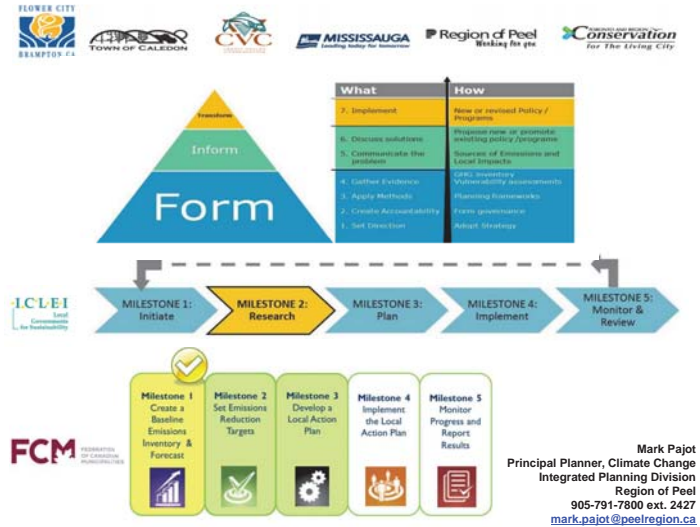 FLOWER CITY
BRAMPTON CA
TOWN OF CALEDON
CVC
MISSISSAUGA
Leading today for tomorrow
Region of Peel
Working for you
TORONTO AND REGION
Conservation
for The Living City
Transform
Inform
Form
What
How
7. Implement
New or revised Policy /
Programs
6. Discuss solutions
Propose new or promote
existing policy /programs
5. Communicate the
problem
Sources of Emissions and
Local Impacts
4. Gather Evidence
GHG Inventory
Vulnerability assessments
3. Apply Methods
Planning frameworks
2. Create Accountability
Form governance
1. Set Direction
Adopt Strategy
I.C.L.E.I
Local
Governments
for Sustainability
MILESTONE 1:
Initiate
MILESTONE 2:
Research
MILESTONE 3:
Plan
MILESTONE 4:
Implement
MILESTONE 5:
Monitor &
Review
FCM
FEDERATION
OF CANADIAN
MUNICIPALITIES
Milestone 1
Create a
Baseline
Emissions
Inventory &
Forecast
Milestone 2
Set Emissions
Reduction
Targets
Milestone 3
Develop a
Local Action
Plan
Milestone 4
Implement
the Local
Action Plan
Milestone 5
Monitor
Progress and
Report
Results
Mark Pajot
Principal Planner, Climate Change
Integrated Planning Division
Region of Peel
905-791-7800 ext. 2427
mark.pajot@peelregion.ca